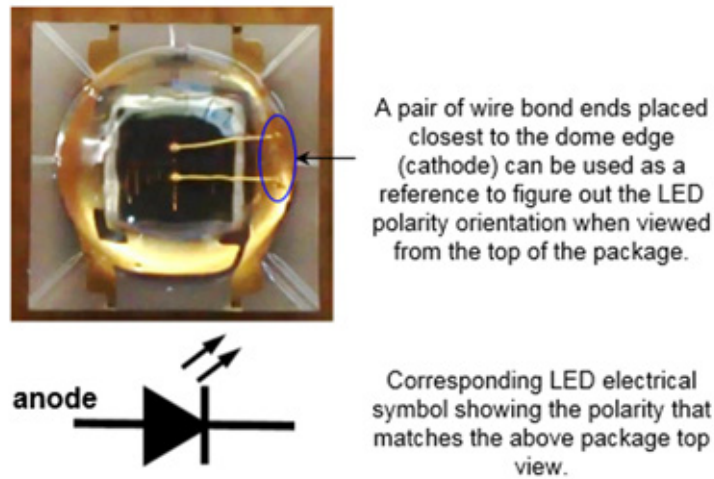 A pair of wire bond ends placed
closest to the dome edge
(cathode) can be used as a
reference to figure out the LED
polarity orientation when viewed
from the top of the package.
anode
Corresponding LED electrical
symbol showing the polarity that
matches the above package top
view.